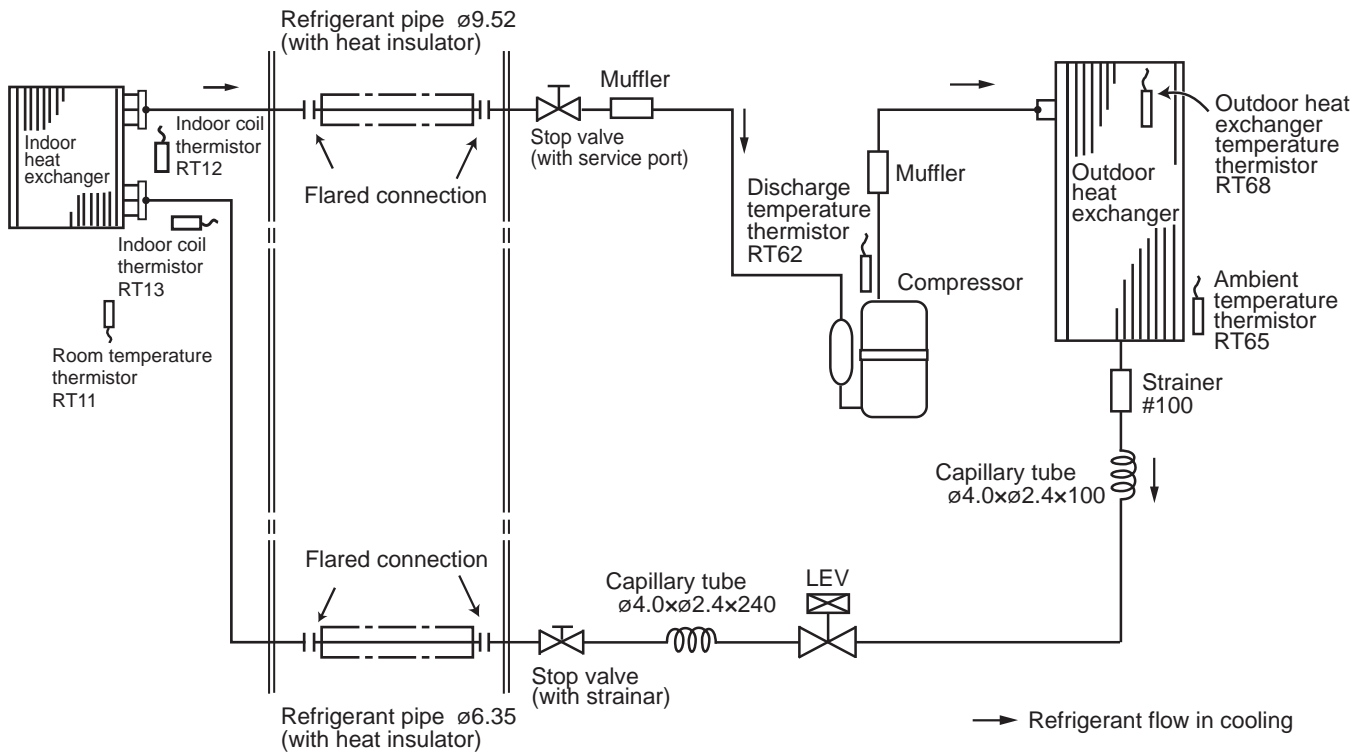 Refrigerant pipe ø9.52
(with heat insulator)
Muffler
Stop valve
(with service port)
Indoor
heat
exchanger
Indoor coil
thermistor
RT12
Flared connection
Indoor coil
thermistor
RT13
Room temperature
thermistor
RT11
Discharge
temperature
thermistor
RT62
Muffler
Compressor
Outdoor
heat
exchanger
Outdoor heat
exchanger
temperature
thermistor
RT68
Ambient
temperature
thermistor
RT65
Strainer
#100
Capillary tube
ø4.0×ø2.4×100
Flared connection
Capillary tube
ø4.0×ø2.4×240
LEV
Stop valve
(with strainar)
Refrigerant pipe ø6.35
(with heat insulator)
Refrigerant flow in cooling